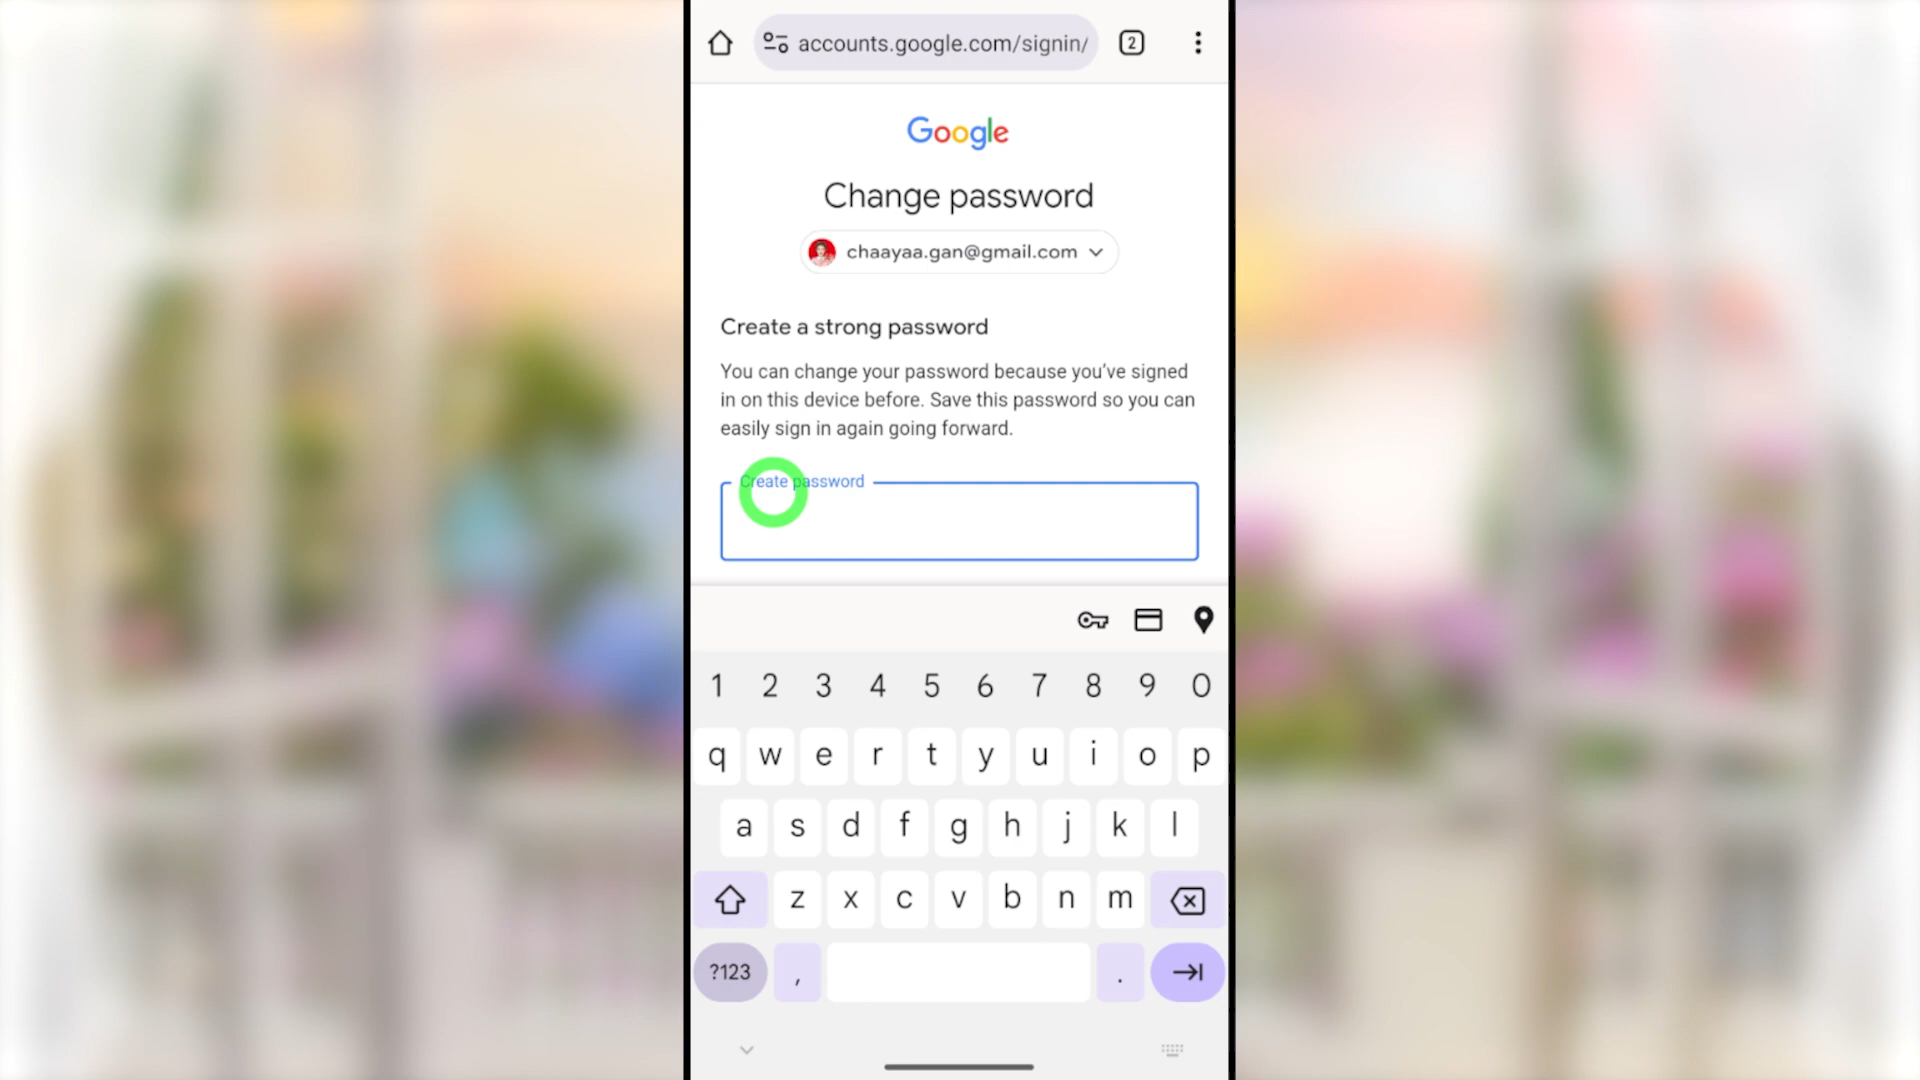 accounts.google.com/signin/
2
Google
Change password
chaayaa.gan@gmail.com
Create a strong password
You can change your password because you've signed
in on this device before. Save this password so you can
easily sign in again going forward.
Create password
1 2 3 4 5 6 7 8 9 0
q w e r t y u i o p
a s d f g h j k l
z x c v b n m
?123 , .